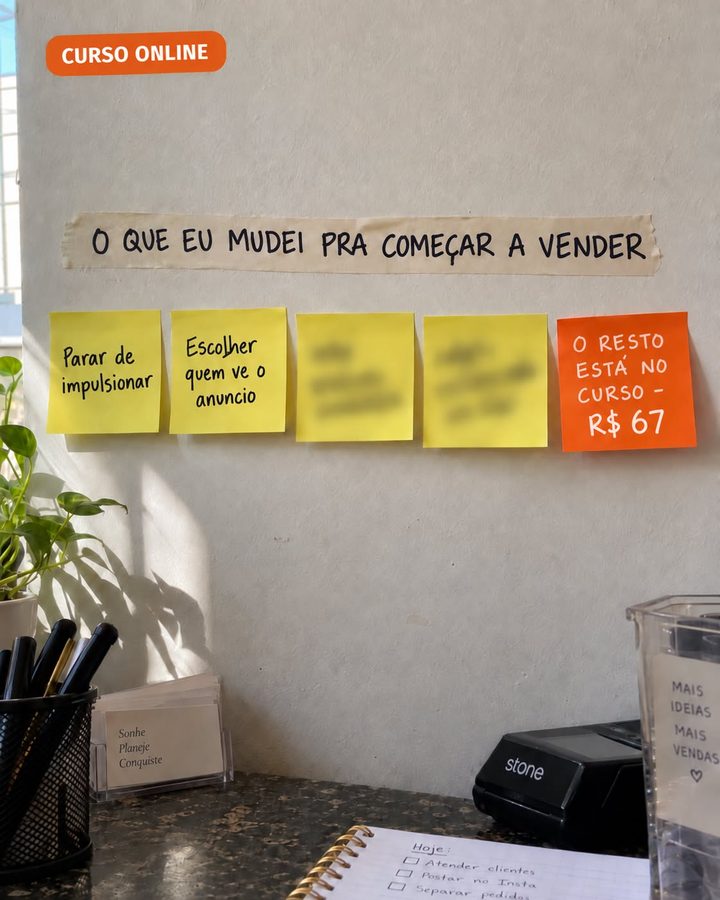 CURSO ONLINE
O QUE EU MUDEI PRA COMEÇAR A VENDER
Parar de
impulsionar
Escolher
quem ve o
anuncio
O RESTO
ESTÁ NO
CURSO -
R$ 67
Sonhe
Planeje
Conquiste
stone
MAIS
IDEIAS
MAIS
VENDAS
Hoje:
Atender clientes
Postar no Insta
Separar pedidos